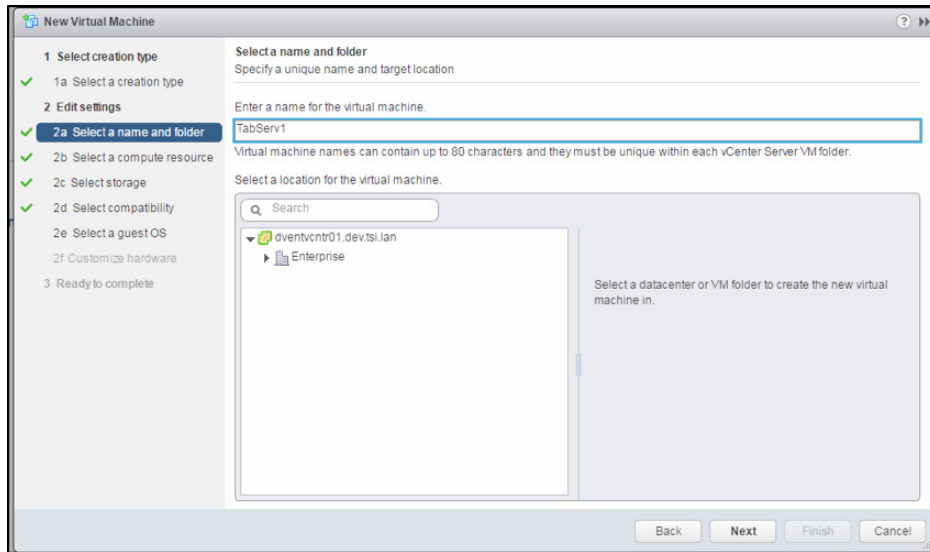 New Virtual Machine
?
1 Select creation type
1a Select a creation type
2 Edit settings
2a Select a name and folder
2b Select a compute resource
2c Select storage
2d Select compatibility
2e Select a guest OS
2f Customize hardware
3 Ready to complete
Select a name and folder
Specify a unique name and target location
Enter a name for the virtual machine.
TabServ1
Virtual machine names can contain up to 80 characters and they must be unique within each vCenter Server VM folder.
Select a location for the virtual machine.
Search
dventvcntr01.dev.tsi.lan
Enterprise
Select a datacenter or VM folder to create the new virtual
machine in.
Back
Next
Finish
Cancel